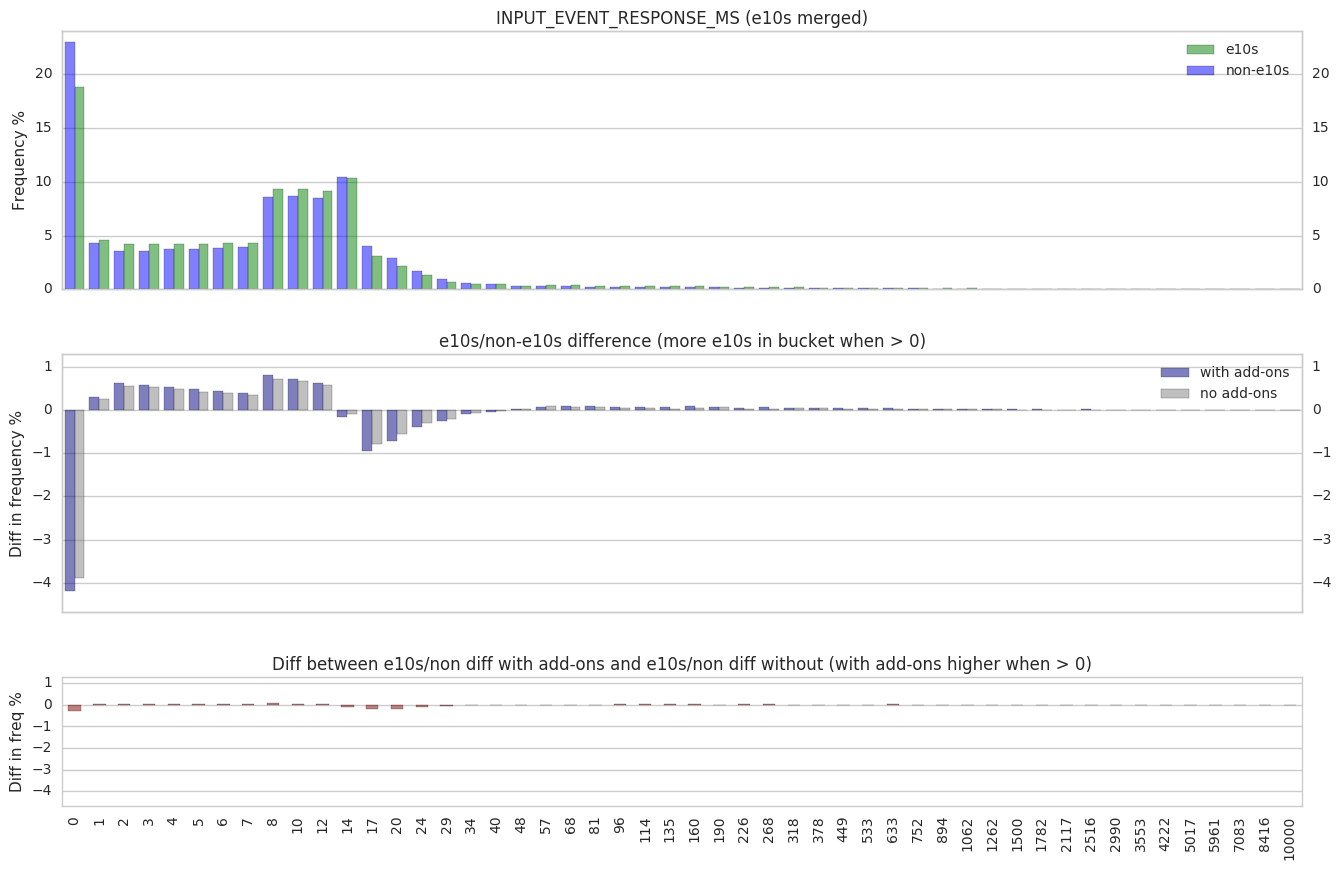 INPUT_EVENT_RESPONSE_MS (e10s merged)
e10s
non-e10s
Frequency %
20
15
10
5
0
20
15
10
5
0
e10s/non-e10s difference (more e10s in bucket when > 0)
with add-ons
no add-ons
Diff in frequency %
1
0
−1
−2
−3
−4
1
0
−1
−2
−3
−4
Diff between e10s/non diff with add-ons and e10s/non diff without (with add-ons higher when > 0)
Diff in freq %
1
0
−1
−2
−3
−4
0 1 2 3 4 5 6 7 8 10 12 14 17 20 24 29 34 40 48 57 68 81 96 114 135 160 190 226 268 318 378 449 533 633 752 894 1062 1262 1500 1782 2117 2516 2990 3553 4222 5017 5961 7083 8416 10000